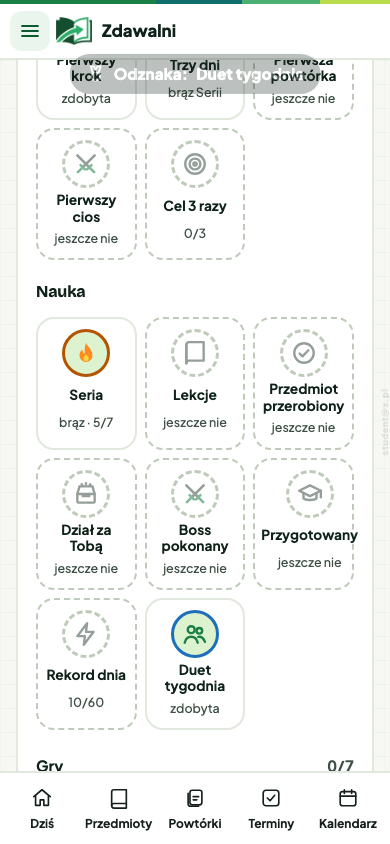 Zdawalni
Pierwszy krok
zdobyta
Trzy dni
brąz Serii
Pierwsza powtórka
jeszcze nie
Odznaka: Duet tygodnia
Pierwszy
cios
jeszcze nie
Cel 3 razy
0/3
Nauka
Seria
brąz · 5/7
Lekcje
jeszcze nie
Przedmiot
przerobiony
jeszcze nie
Dział za
Tobą
jeszcze nie
Boss
pokonany
jeszcze nie
Przygotowany
jeszcze nie
Rekord dnia
10/60
Duet
tygodnia
zdobyta
Gry
0/7
student@x.pl
Dziś
Przedmioty
Powtórki
Terminy
Kalendarz